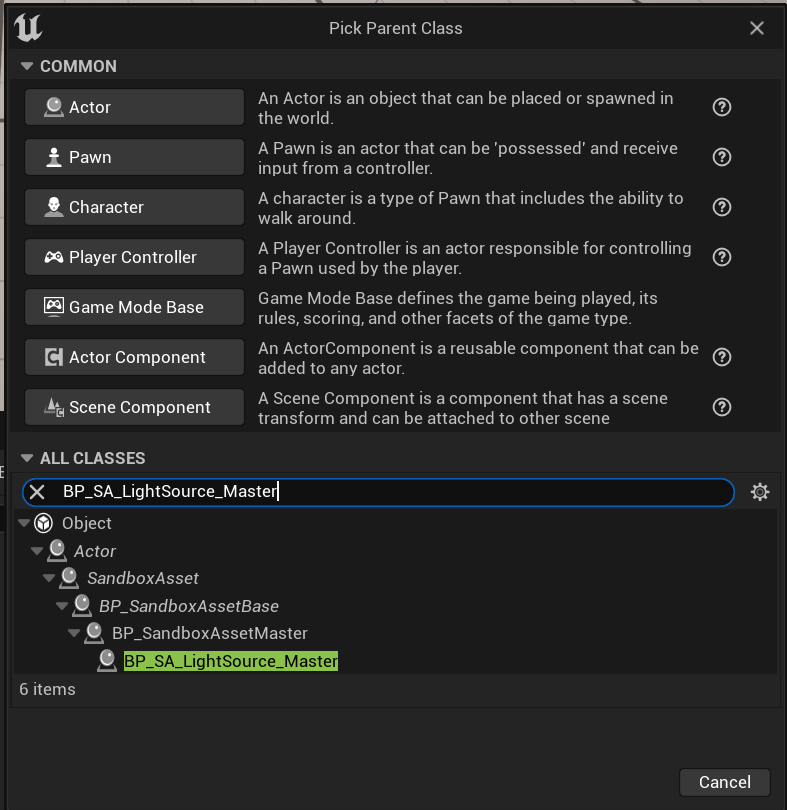 Pick Parent Class
COMMON
Actor
An Actor is an object that can be placed or spawned in
the world.
Pawn
A Pawn is an actor that can be 'possessed' and receive
input from a controller.
Character
A character is a type of Pawn that includes the ability to
walk around.
Player Controller
A Player Controller is an actor responsible for controlling
a Pawn used by the player.
Game Mode Base
Game Mode Base defines the game being played, its
rules, scoring, and other facets of the game type.
Actor Component
An ActorComponent is a reusable component that can be
added to any actor.
Scene Component
A Scene Component is a component that has a scene
transform and can be attached to other scene
ALL CLASSES
BP_SA_LightSource_Master
Object
Actor
SandboxAsset
BP_SandboxAssetBase
BP_SandboxAssetMaster
BP_SA_LightSource_Master
6 items
Cancel